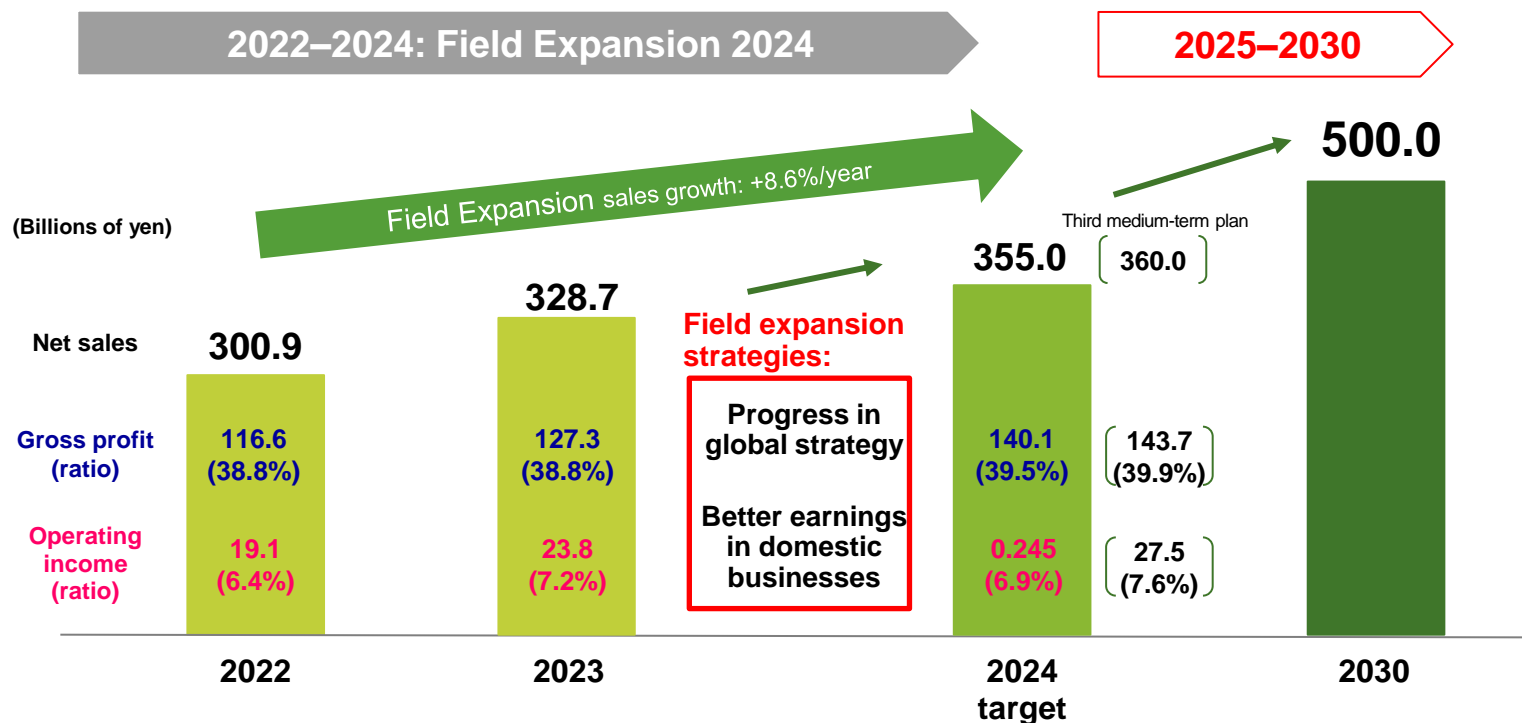 2022–2024: Field Expansion 2024
2025–2030
Field Expansion sales growth: +8.6%/year
500.0
(Billions of yen)
Third medium-term plan
355.0
360.0
328.7
Field expansion
strategies:
Net sales
300.9
Progress in
global strategy
Better earnings
in domestic
businesses
Gross profit
(ratio)
116.6
(38.8%)
127.3
(38.8%)
140.1
(39.5%)
143.7
(39.9%)
Operating
income
(ratio)
19.1
(6.4%)
23.8
(7.2%)
0.245
(6.9%)
27.5
(7.6%)
2022
2023
2024
target
2030